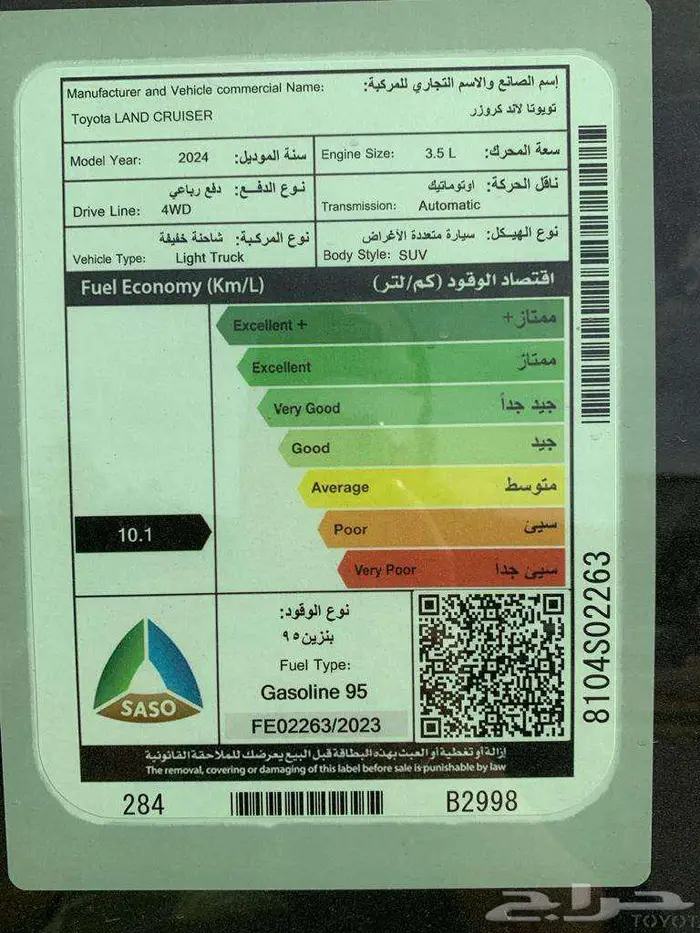 Manufacturer and Vehicle commercial Name: إسم الصانع والاسم التجاري للمركبة:
Toyota LAND CRUISER تويوتا لاند كروزر
Model Year: 2024 سنة الموديل: Engine Size: 3.5 L سعة المحرك:
نوع الدفع: دفع رباعي ناقل الحركة: اوتوماتيك
Drive Line: 4WD Transmission: Automatic
نوع المركبة: شاحنة خفيفة نوع الهيكل: سيارة متعددة الأغراض
Vehicle Type: Light Truck Body Style: SUV
Fuel Economy (Km/L) اقتصاد الوقود (كم/لتر)
Excellent + ممتاز+
Excellent ممتاز
Very Good جيد جداً
Good جيد
Average متوسط
10.1 Poor سيئ
Very Poor سيئ جداً
نوع الوقود:
بنزين ٩٥
Fuel Type:
Gasoline 95
SASO
FE02263/2023
إزالة أو تغطية أو العبث بهذه البطاقة قبل البيع يعرضك للملاحقة القانونية
The removal, covering or damaging of this label before sale is punishable by law
284 B2998
8104S02263
حراج
TOYOT